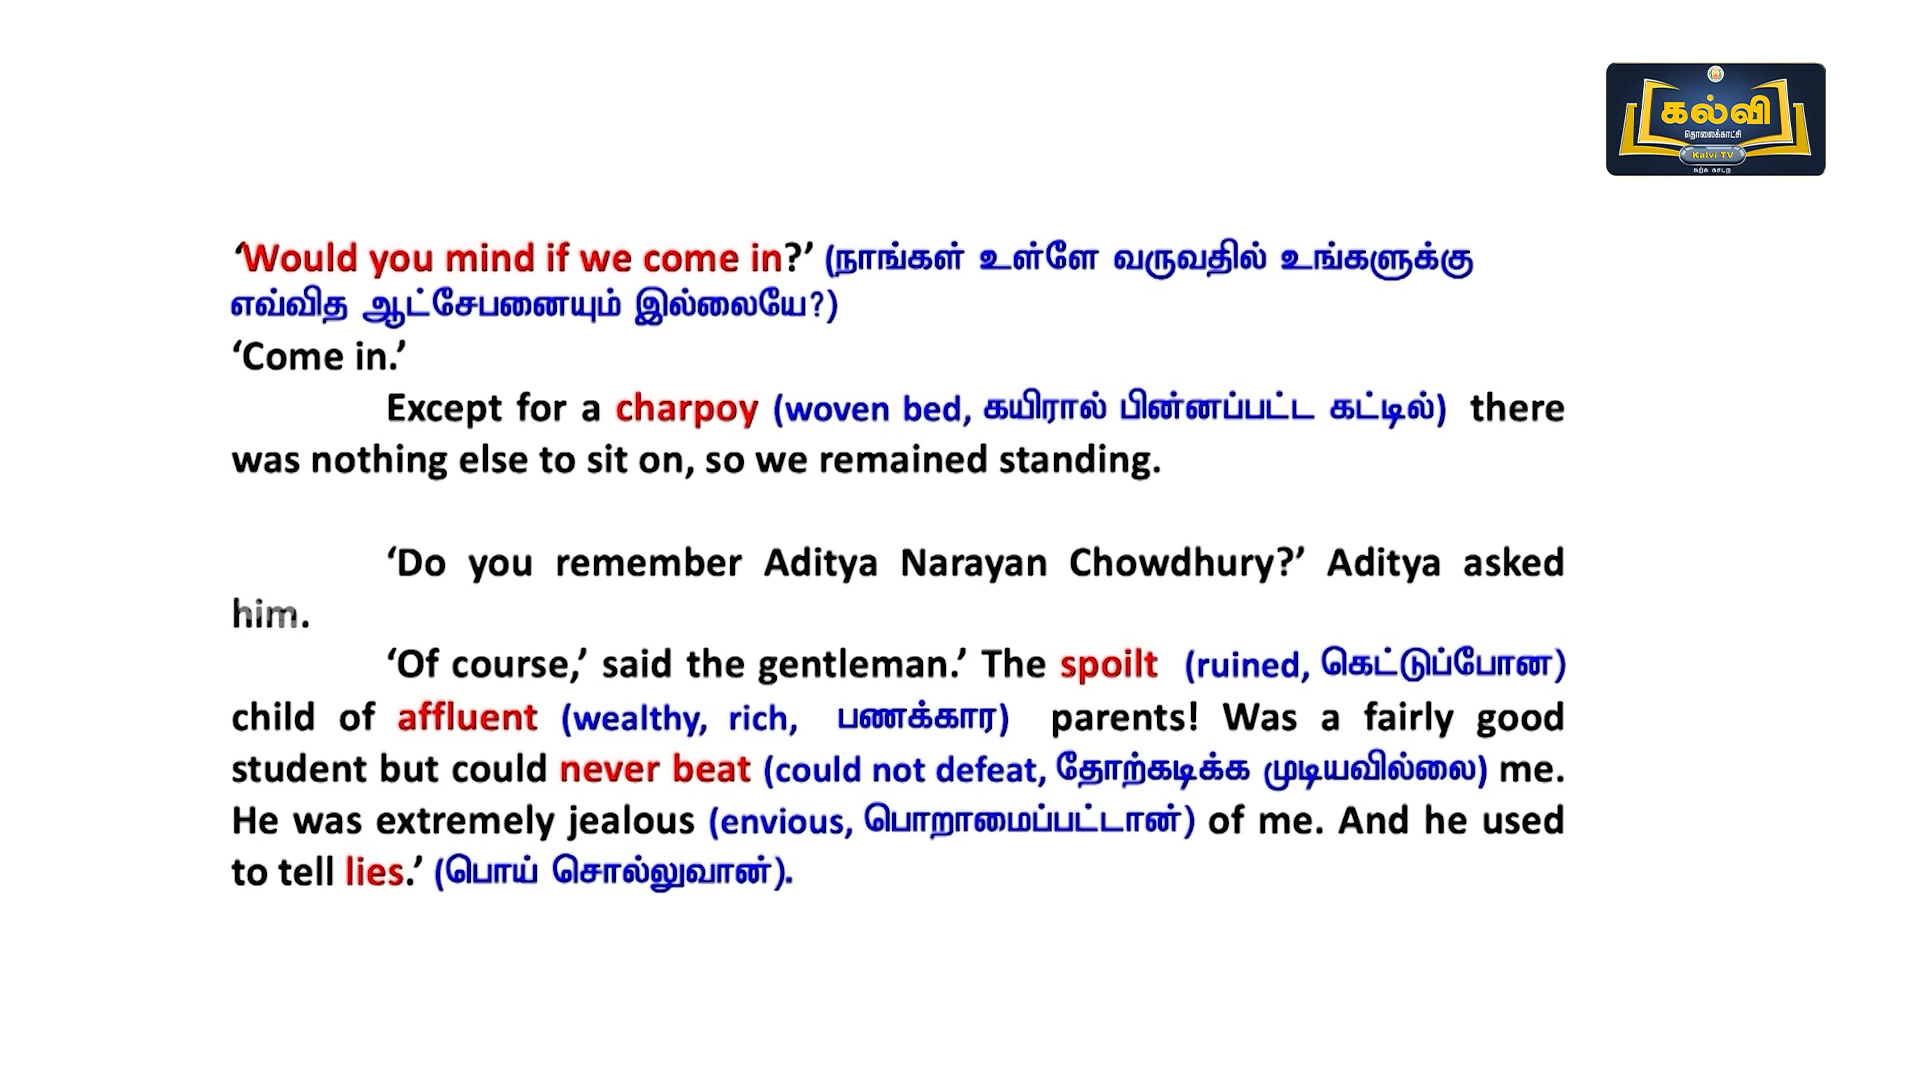 கல்வி
தொலைக்காட்சி
Kalvi TV
கற்க கசடற
‘Would you mind if we come in?’ (நாங்கள் உள்ளே வருவதில் உங்களுக்கு
எவ்வித ஆட்சேபனையும் இல்லையே?)
‘Come in.’
Except for a charpoy (woven bed, கயிரால் பின்னப்பட்ட கட்டில்) there
was nothing else to sit on, so we remained standing.
‘Do you remember Aditya Narayan Chowdhury?’ Aditya asked
him.
‘Of course,’ said the gentleman.’ The spoilt (ruined, கெட்டுப்போன)
child of affluent (wealthy, rich, பணக்கார) parents! Was a fairly good
student but could never beat (could not defeat, தோற்கடிக்க முடியவில்லை) me.
He was extremely jealous (envious, பொறாமைப்பட்டான்) of me. And he used
to tell lies.’ (பொய் சொல்லுவான்).